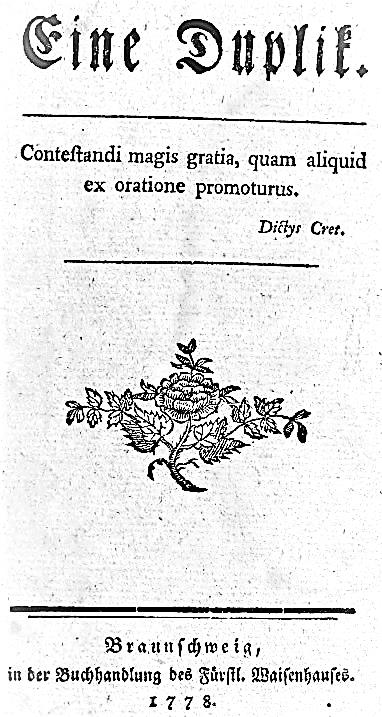 Eine Duplik.
Conteſtandi magis gratia, quam aliquid
ex oratione promoturus.
Dictys Cret.
Braunſchweig,
in der Buchhandlung des Fürſtl. Waiſenhauſes.
1778.